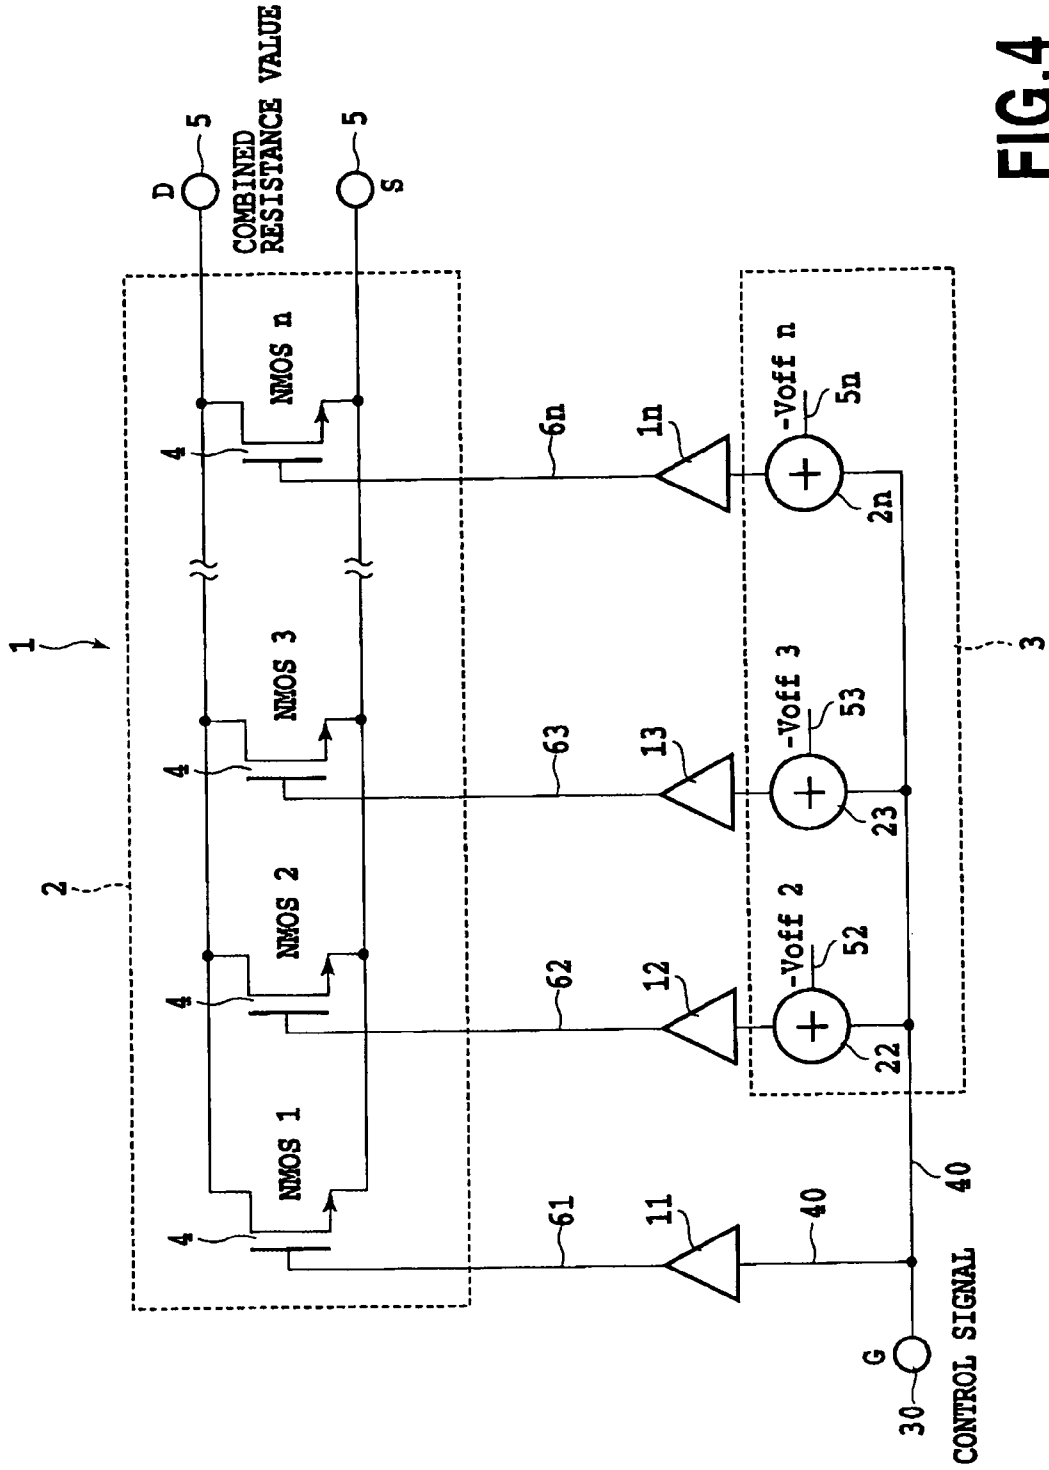 1
2
D
5
COMBINED
RESISTANCE VALUE
5
S
4
NMOS 1
4
NMOS 2
4
NMOS 3
4
NMOS n
61
62
63
6n
11
12
13
1n
40
-Voff 2
52
22
-Voff 3
53
23
-Voff n
5n
2n
3
G
30
CONTROL SIGNAL
40
FIG.4